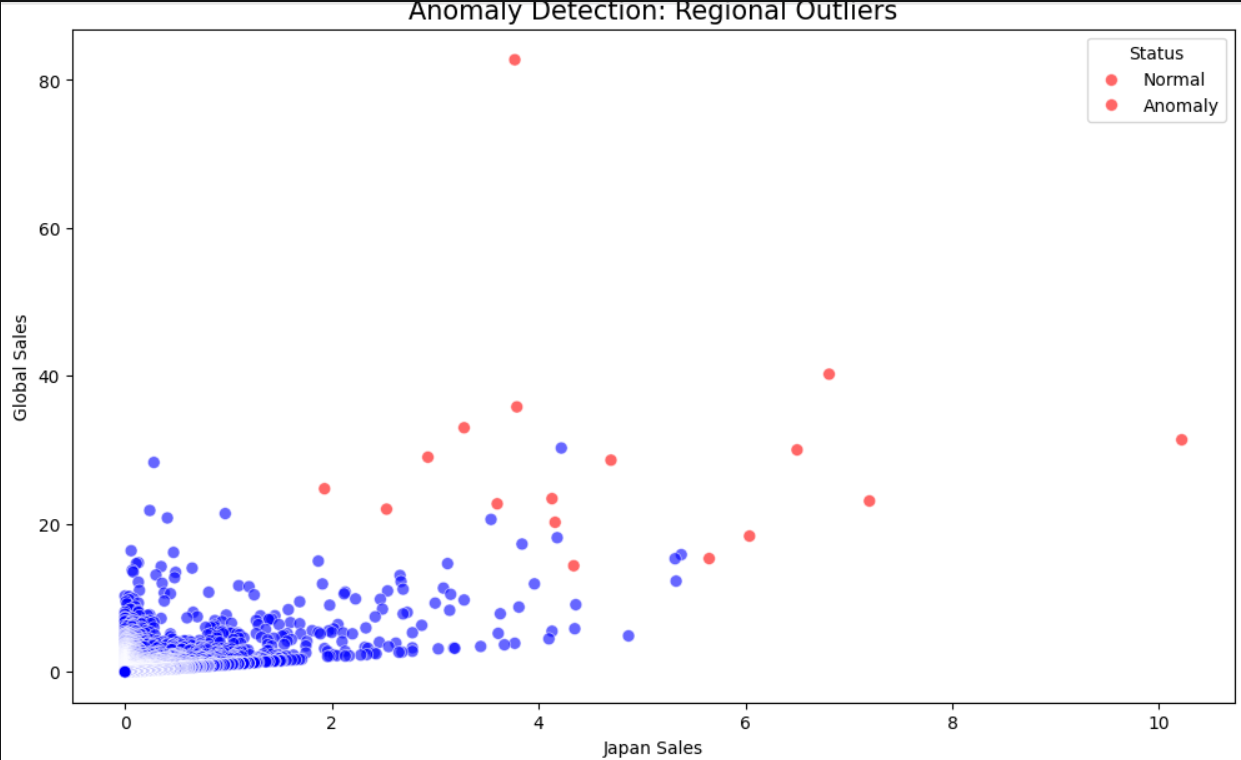 Anomaly Detection: Regional Outliers
Status
Normal
Anomaly
80
60
40
20
0
Global Sales
0 2 4 6 8 10
Japan Sales